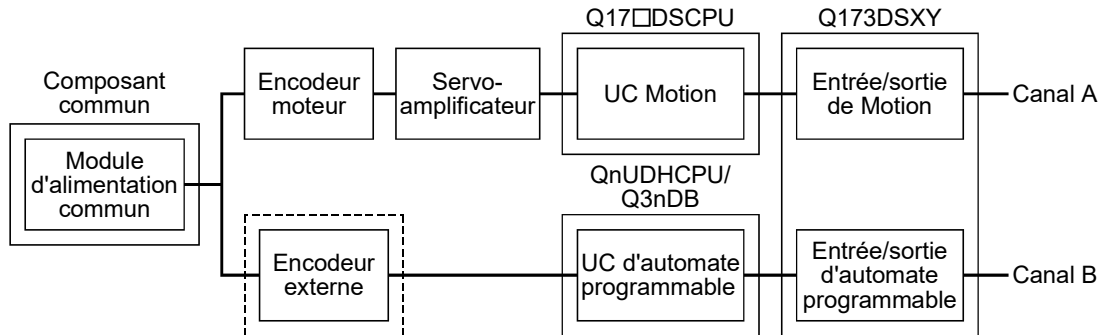 Q17□DSCPU
Q173DSXY
Composant
commun
Module
d'alimentation
commun
Encodeur
moteur
Servo-
amplificateur
UC Motion
Entrée/sortie
de Motion
Canal A
QnUDHCPU/
Q3nDB
Encodeur
externe
UC d'automate
programmable
Entrée/sortie
d'automate
programmable
Canal B